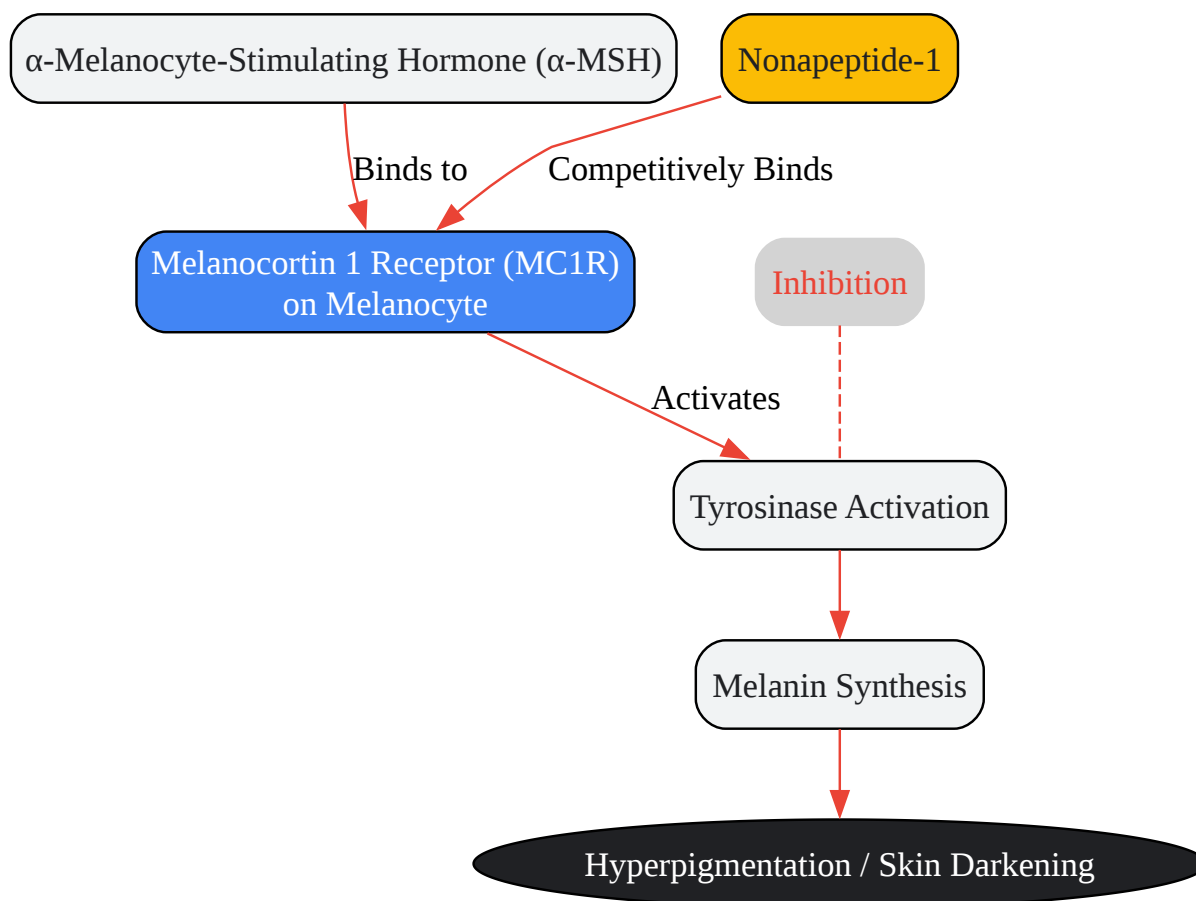 α-Melanocyte-Stimulating Hormone (α-MSH)
Nonapeptide-1
Binds to
Competitively Binds
Melanocortin 1 Receptor (MC1R)
on Melanocyte
Inhibition
Activates
Tyrosinase Activation
Melanin Synthesis
Hyperpigmentation / Skin Darkening